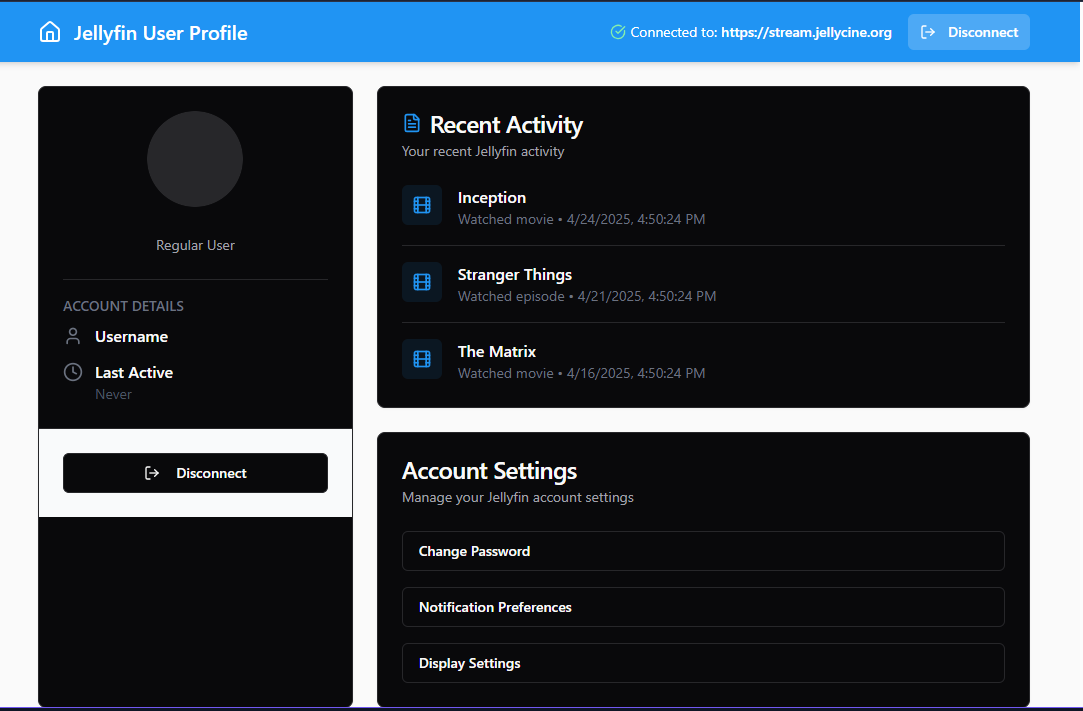 Jellyfin User Profile
Connected to: https://stream.jellycine.org
Disconnect
Regular User
ACCOUNT DETAILS
Username
Last Active
Never
Disconnect
Recent Activity
Your recent Jellyfin activity
Inception
Watched movie • 4/24/2025, 4:50:24 PM
Stranger Things
Watched episode • 4/21/2025, 4:50:24 PM
The Matrix
Watched movie • 4/16/2025, 4:50:24 PM
Account Settings
Manage your Jellyfin account settings
Change Password
Notification Preferences
Display Settings